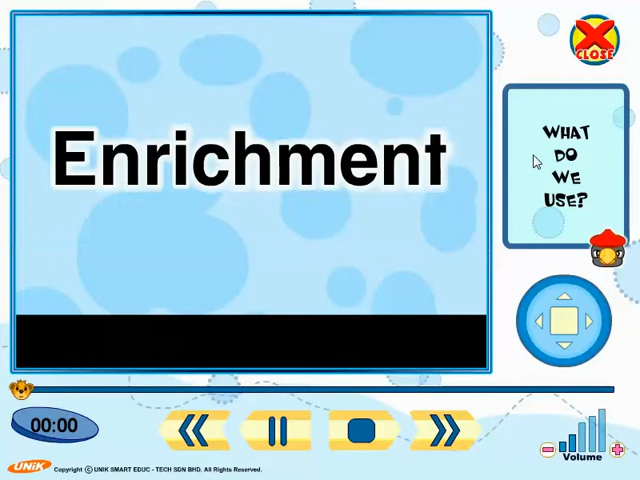 Enrichment
CLOSE
WHAT
DO
WE
USE?
00:00
Volume
UNIK
Copyright © UNIK SMART EDUC - TECH SDN BHD. All Rights Reserved.